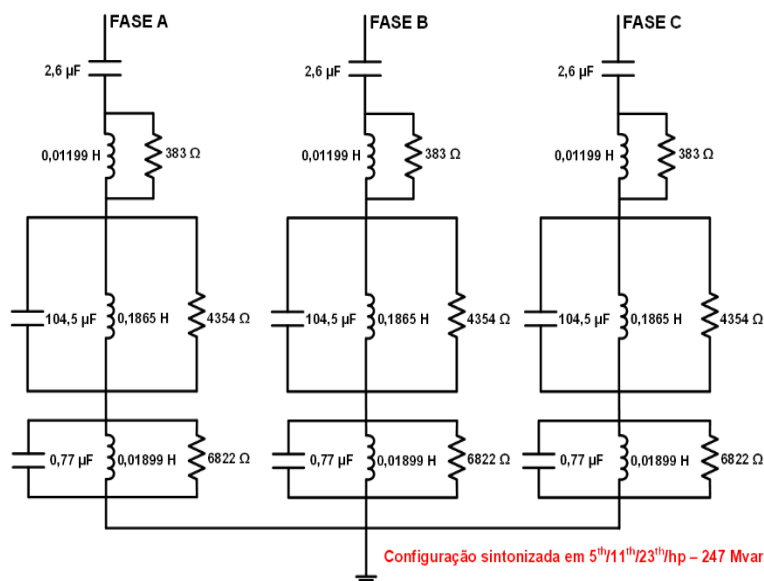 FASE A FASE B FASE C
2,6 µF 2,6 µF 2,6 µF
0,01199 H 383 Ω 0,01199 H 383 Ω 0,01199 H 383 Ω
104,5 µF 0,1865 H 4354 Ω 104,5 µF 0,1865 H 4354 Ω 104,5 µF 0,1865 H 4354 Ω
0,77 µF 0,01899 H 6822 Ω 0,77 µF 0,01899 H 6822 Ω 0,77 µF 0,01899 H 6822 Ω
Configuração sintonizada em 5th/11th/23th/hp – 247 Mvar